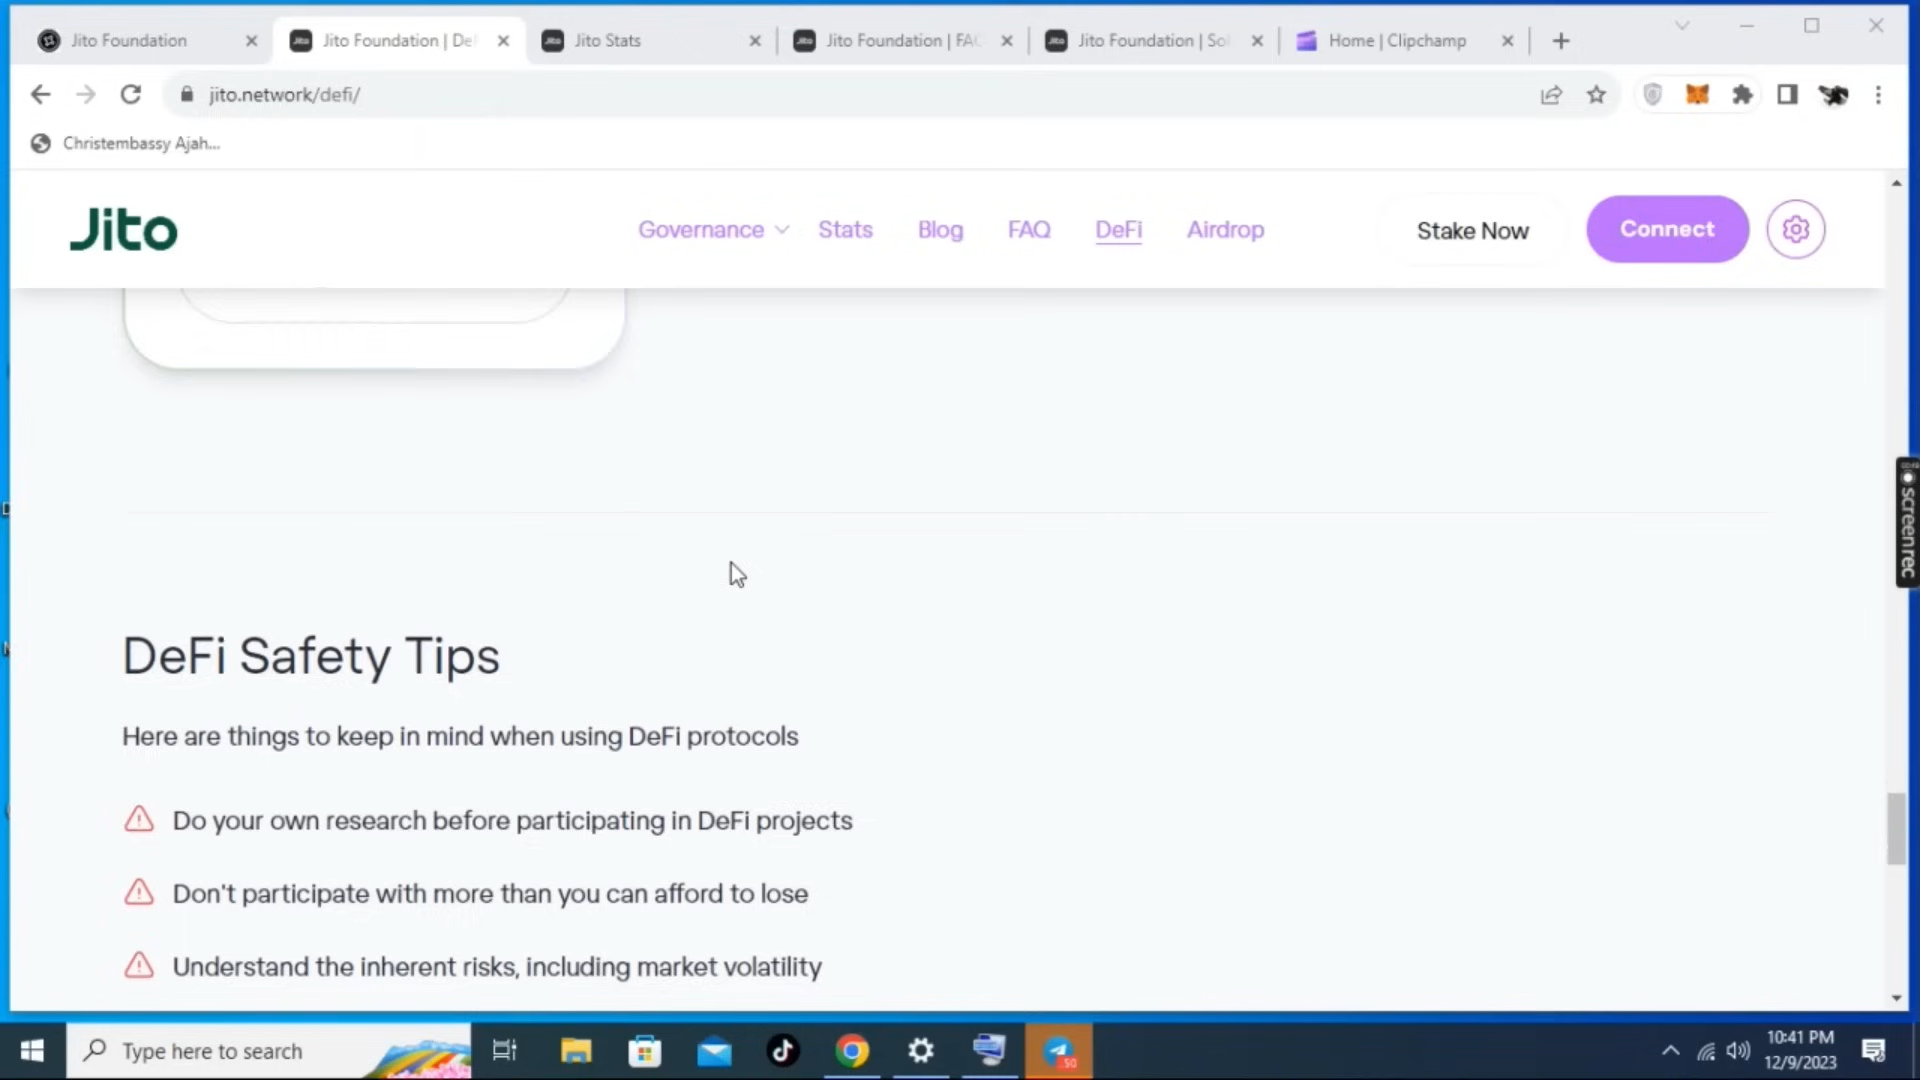 Jito Foundation
Jito Foundation | De
Jito Stats
Jito Foundation | FA
Jito Foundation | So
Home | Clipchamp
jito.network/defi/
Christembassy Ajah...
Jito
Governance
Stats
Blog
FAQ
DeFi
Airdrop
Stake Now
Connect
screenrec
DeFi Safety Tips
Here are things to keep in mind when using DeFi protocols
Do your own research before participating in DeFi projects
Don't participate with more than you can afford to lose
Understand the inherent risks, including market volatility
Type here to search
50
10:41 PM
12/9/2023